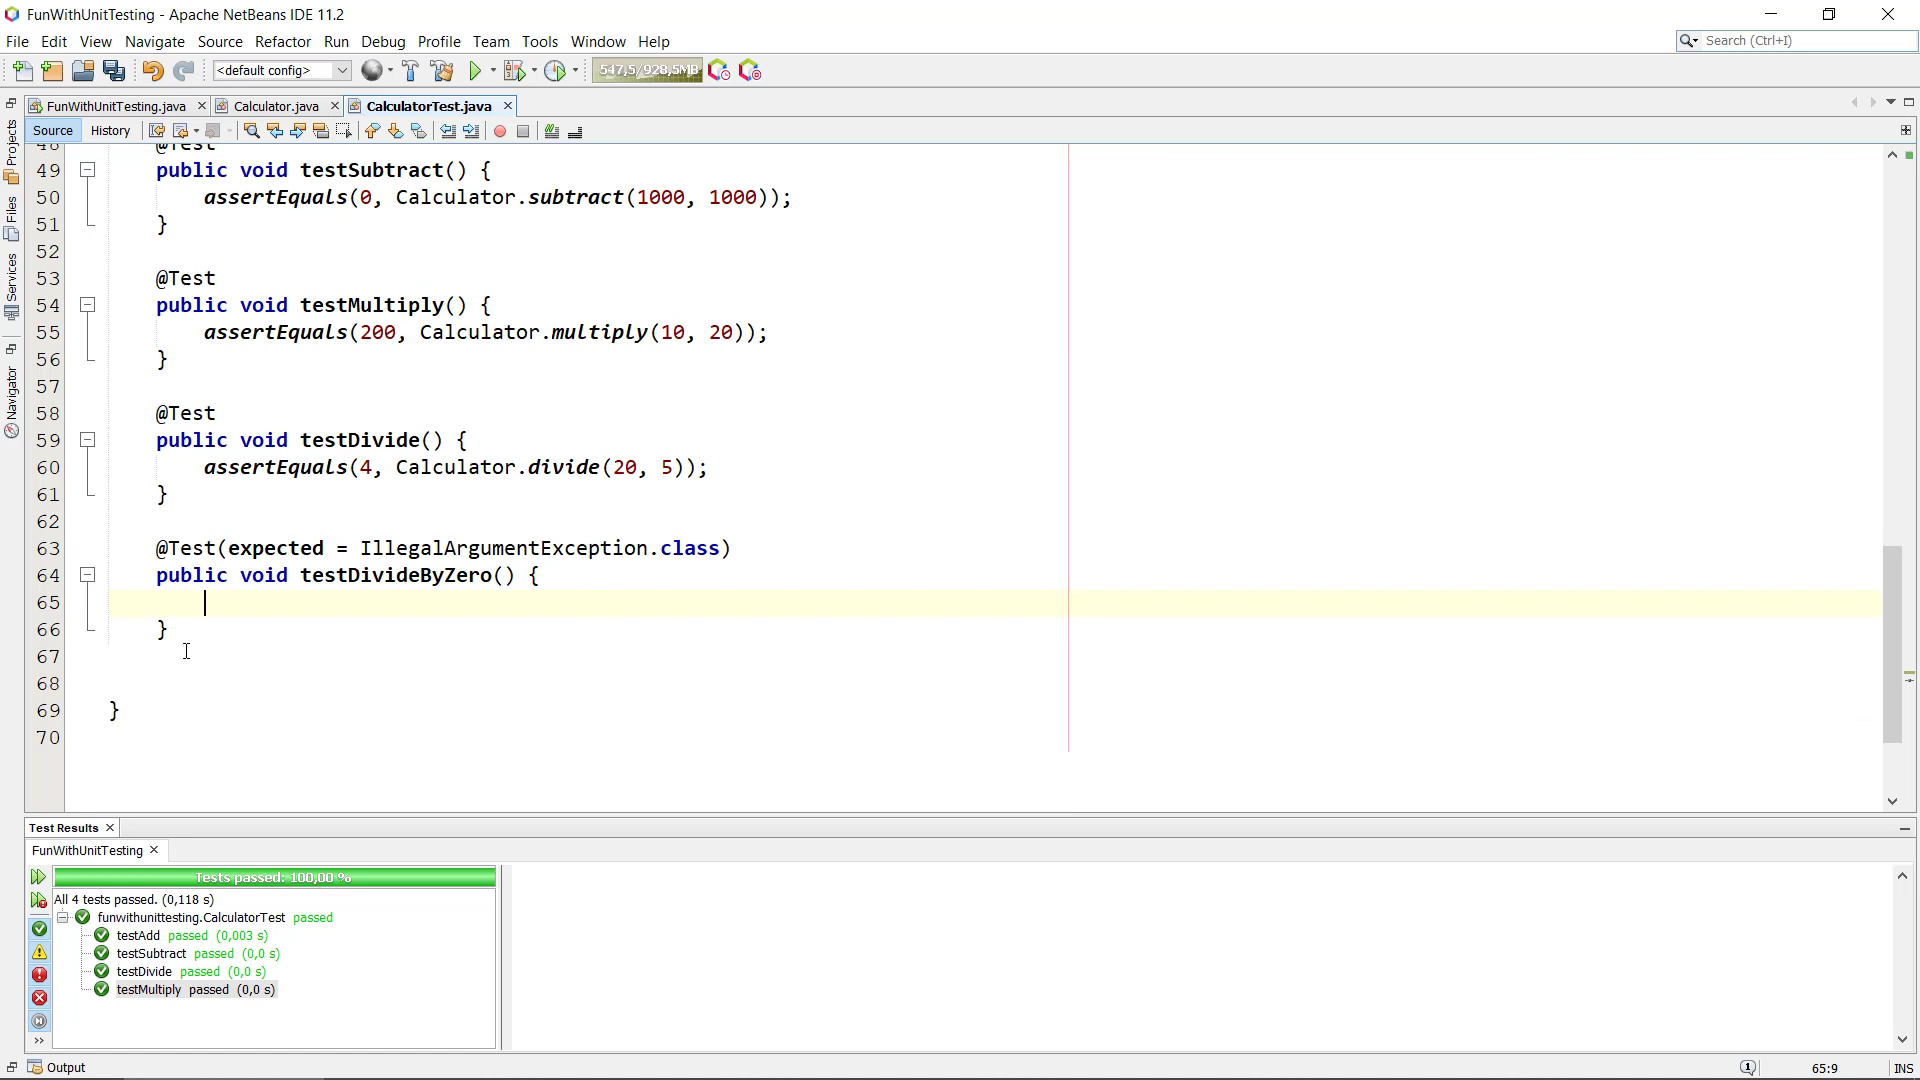 FunWithUnitTesting - Apache NetBeans IDE 11.2
File Edit View Navigate Source Refactor Run Debug Profile Team Tools Window Help
Search (Ctrl+I)
<default config>
547,5/928,5MB
FunWithUnitTesting.java Calculator.java CalculatorTest.java
Source History
Projects
Files
Services
Navigator
48 @Test
49 public void testSubtract() {
50 assertEquals(0, Calculator.subtract(1000, 1000));
51 }
52
53 @Test
54 public void testMultiply() {
55 assertEquals(200, Calculator.multiply(10, 20));
56 }
57
58 @Test
59 public void testDivide() {
60 assertEquals(4, Calculator.divide(20, 5));
61 }
62
63 @Test(expected = IllegalArgumentException.class)
64 public void testDivideByZero() {
65
66 }
67
68
69 }
70
Test Results
FunWithUnitTesting
Tests passed: 100,00 %
All 4 tests passed. (0,118 s)
funwithunittesting.CalculatorTest passed
testAdd passed (0,003 s)
testSubtract passed (0,0 s)
testDivide passed (0,0 s)
testMultiply passed (0,0 s)
Output
1
65:9
INS